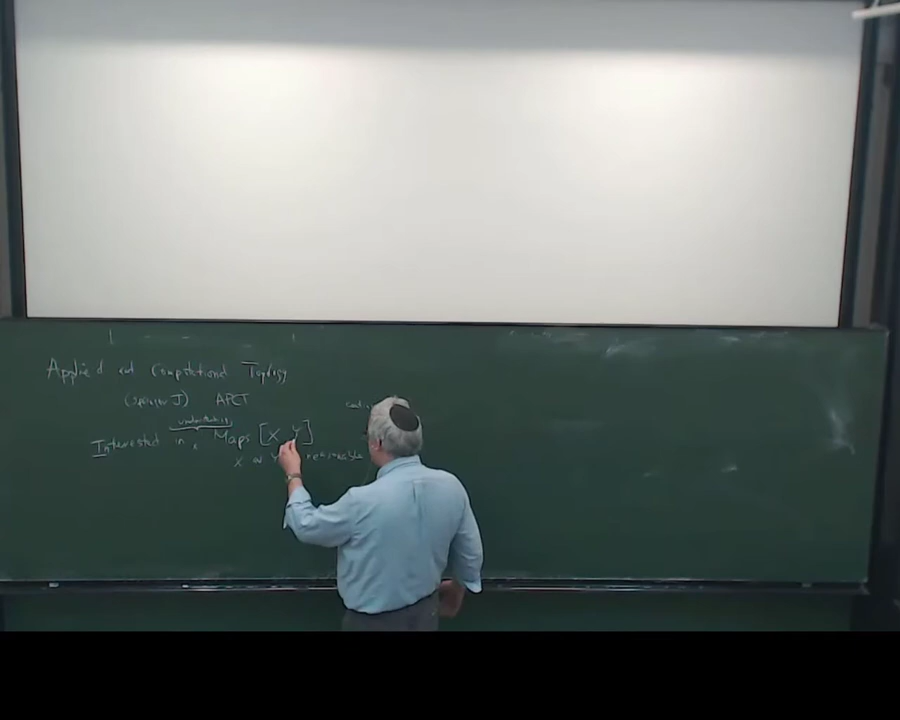 Applied and Computational Topology
(Springer J) APCT
understanding
Interested in Maps [X Y]
X or Y reasonable